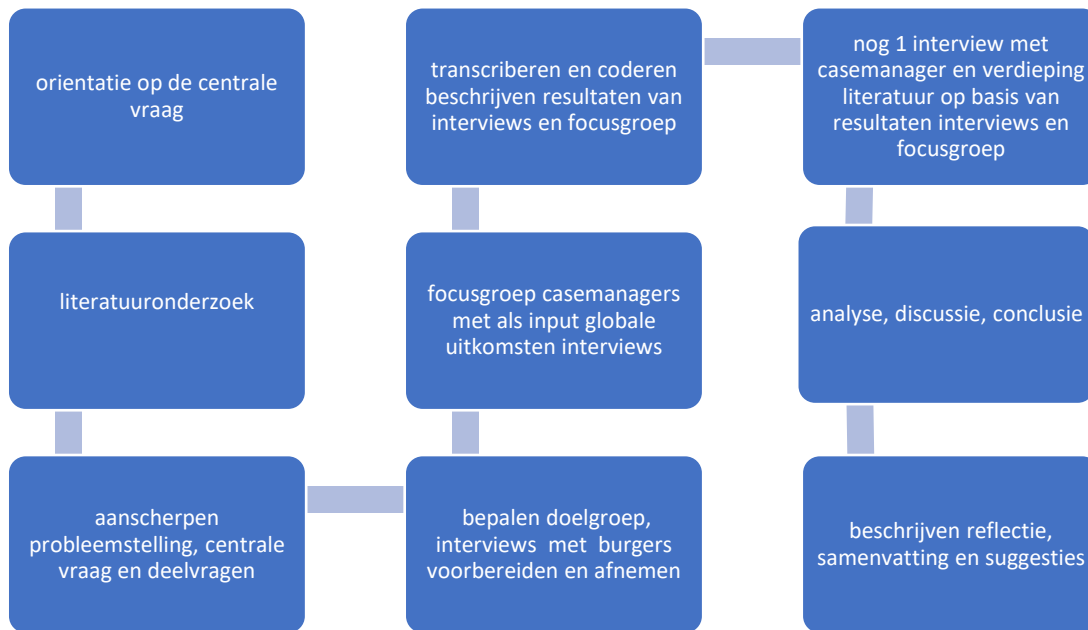 orientatie op de centrale
vraag
literatuuronderzoek
aanscherpen
probleemstelling, centrale
vraag en deelvragen
bepalen doelgroep,
interviews met burgers
voorbereiden en afnemen
focusgroep casemanagers
met als input globale
uitkomsten interviews
transcriberen en coderen
beschrijven resultaten van
interviews en focusgroep
nog 1 interview met
casemanager en verdieping
literatuur op basis van
resultaten interviews en
focusgroep
analyse, discussie, conclusie
beschrijven reflectie,
samenvatting en suggesties